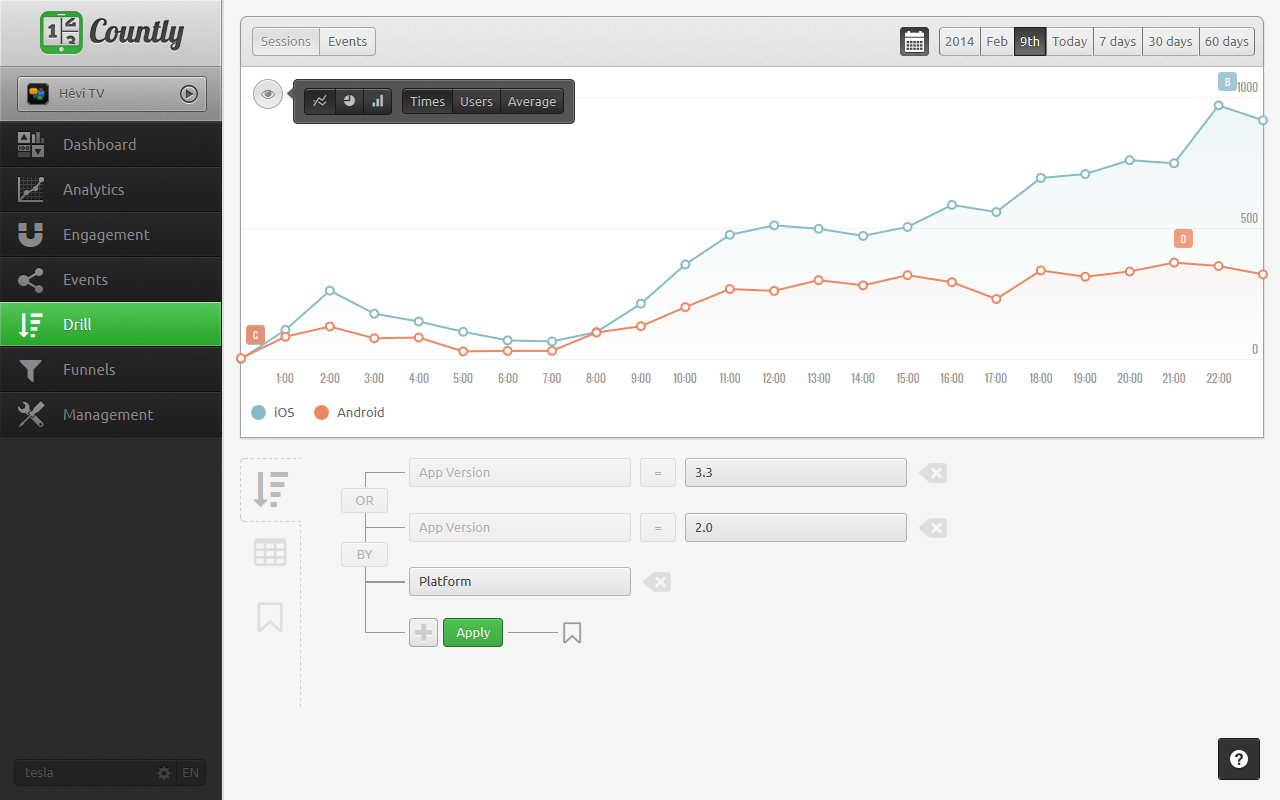 Countly
Hêvî TV
Dashboard
Analytics
Engagement
Events
Drill
Funnels
Management
tesla EN
Sessions Events
2014 Feb 9th Today 7 days 30 days 60 days
Times Users Average
B 1000
500
D
C
0
1:00 2:00 3:00 4:00 5:00 6:00 7:00 8:00 9:00 10:00 11:00 12:00 13:00 14:00 15:00 16:00 17:00 18:00 19:00 20:00 21:00 22:00
iOS Android
App Version = 3.3
OR
App Version = 2.0
BY
Platform
Apply
?